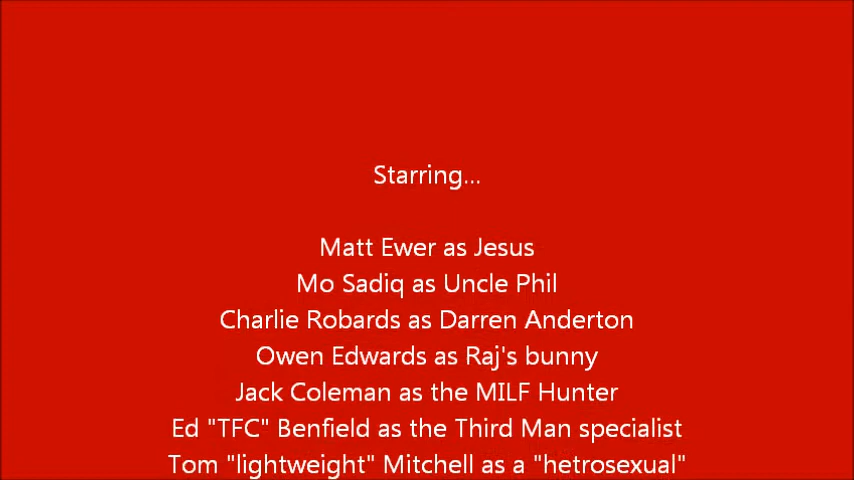 Starring...
Matt Ewer as Jesus
Mo Sadiq as Uncle Phil
Charlie Robards as Darren Anderton
Owen Edwards as Raj's bunny
Jack Coleman as the MILF Hunter
Ed "TFC" Benfield as the Third Man specialist
Tom "lightweight" Mitchell as a "hetrosexual"